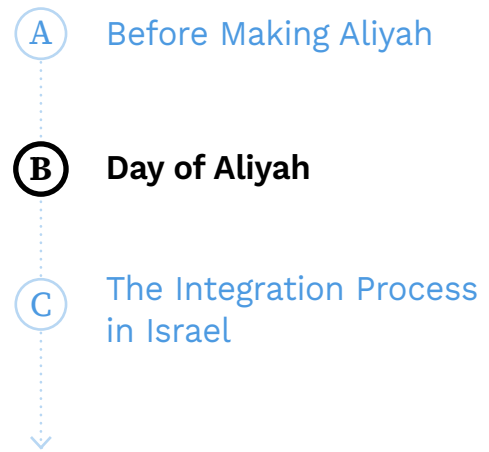 A Before Making Aliyah
B Day of Aliyah
C The Integration Process
in Israel